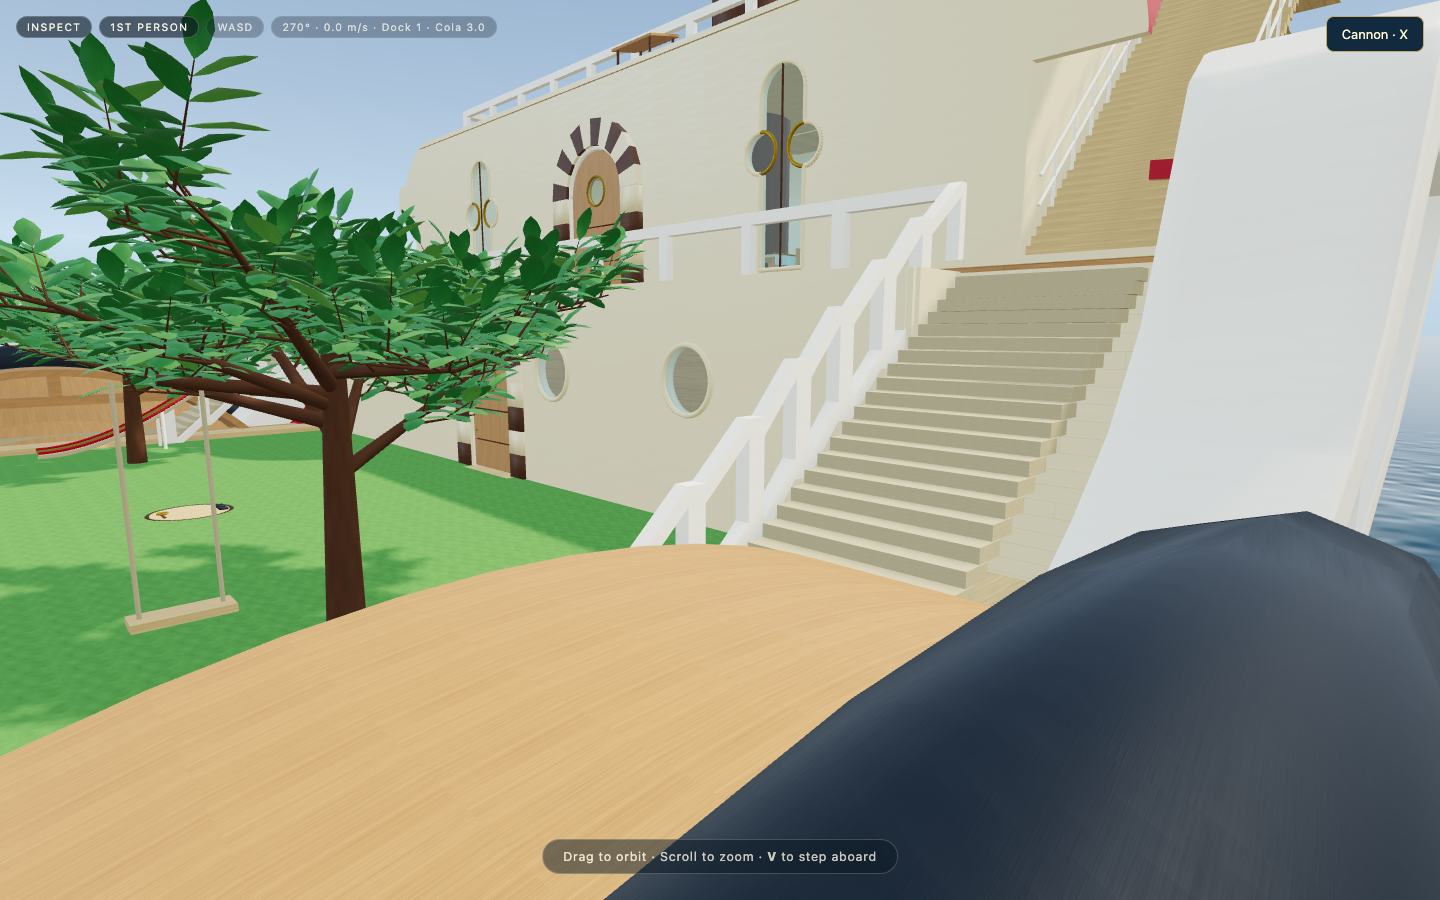 INSPECT
1ST PERSON
WASD
270° · 0.0 m/s · Dock 1 · Cola 3.0
Cannon · X
Drag to orbit · Scroll to zoom · V to step aboard